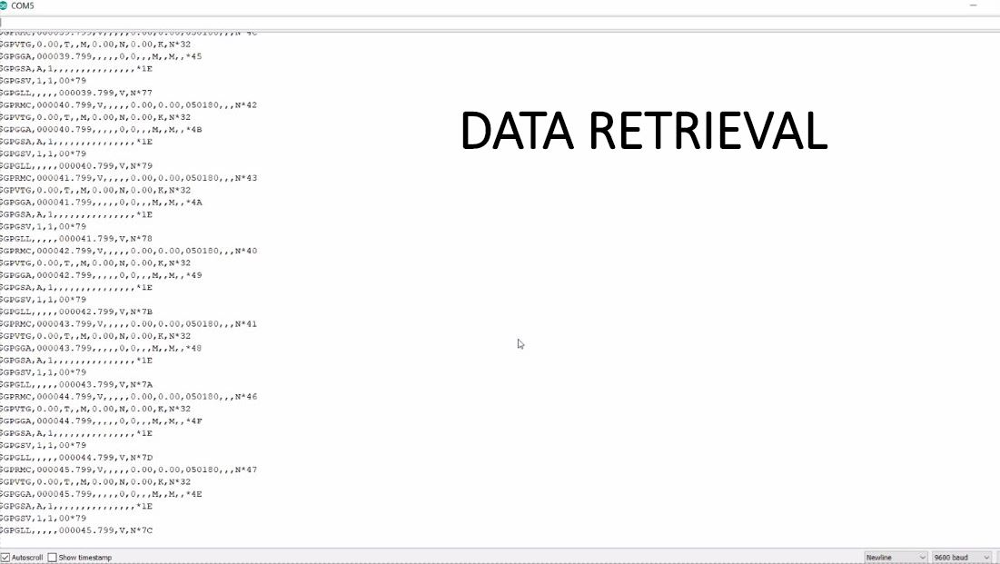 COM5
$GPRMC,000039.799,V,,,,,0.00,0.00,050180,,,N*4C
$GPVTG,0.00,T,,M,0.00,N,0.00,K,N*32
$GPGGA,000039.799,,,,,0,0,,,M,,M,,*45
$GPGSA,A,1,,,,,,,,,,,,,,,*1E
$GPGSV,1,1,00*79
$GPGLL,,,,,000039.799,V,N*77
$GPRMC,000040.799,V,,,,,0.00,0.00,050180,,,N*42
$GPVTG,0.00,T,,M,0.00,N,0.00,K,N*32
DATA RETRIEVAL
$GPGGA,000040.799,,,,,0,0,,,M,,M,,*4B
$GPGSA,A,1,,,,,,,,,,,,,,,*1E
$GPGSV,1,1,00*79
$GPGLL,,,,,000040.799,V,N*79
$GPRMC,000041.799,V,,,,,0.00,0.00,050180,,,N*43
$GPVTG,0.00,T,,M,0.00,N,0.00,K,N*32
$GPGGA,000041.799,,,,,0,0,,,M,,M,,*4A
$GPGSA,A,1,,,,,,,,,,,,,,,*1E
$GPGSV,1,1,00*79
$GPGLL,,,,,000041.799,V,N*78
$GPRMC,000042.799,V,,,,,0.00,0.00,050180,,,N*40
$GPVTG,0.00,T,,M,0.00,N,0.00,K,N*32
$GPGGA,000042.799,,,,,0,0,,,M,,M,,*49
$GPGSA,A,1,,,,,,,,,,,,,,,*1E
$GPGSV,1,1,00*79
$GPGLL,,,,,000042.799,V,N*7B
$GPRMC,000043.799,V,,,,,0.00,0.00,050180,,,N*41
$GPVTG,0.00,T,,M,0.00,N,0.00,K,N*32
$GPGGA,000043.799,,,,,0,0,,,M,,M,,*48
$GPGSA,A,1,,,,,,,,,,,,,,,*1E
$GPGSV,1,1,00*79
$GPGLL,,,,,000043.799,V,N*7A
$GPRMC,000044.799,V,,,,,0.00,0.00,050180,,,N*46
$GPVTG,0.00,T,,M,0.00,N,0.00,K,N*32
$GPGGA,000044.799,,,,,0,0,,,M,,M,,*4F
$GPGSA,A,1,,,,,,,,,,,,,,,*1E
$GPGSV,1,1,00*79
$GPGLL,,,,,000044.799,V,N*7D
$GPRMC,000045.799,V,,,,,0.00,0.00,050180,,,N*47
$GPVTG,0.00,T,,M,0.00,N,0.00,K,N*32
$GPGGA,000045.799,,,,,0,0,,,M,,M,,*4E
$GPGSA,A,1,,,,,,,,,,,,,,,*1E
$GPGSV,1,1,00*79
$GPGLL,,,,,000045.799,V,N*7C
Autoscroll Show timestamp Newline 9600 baud